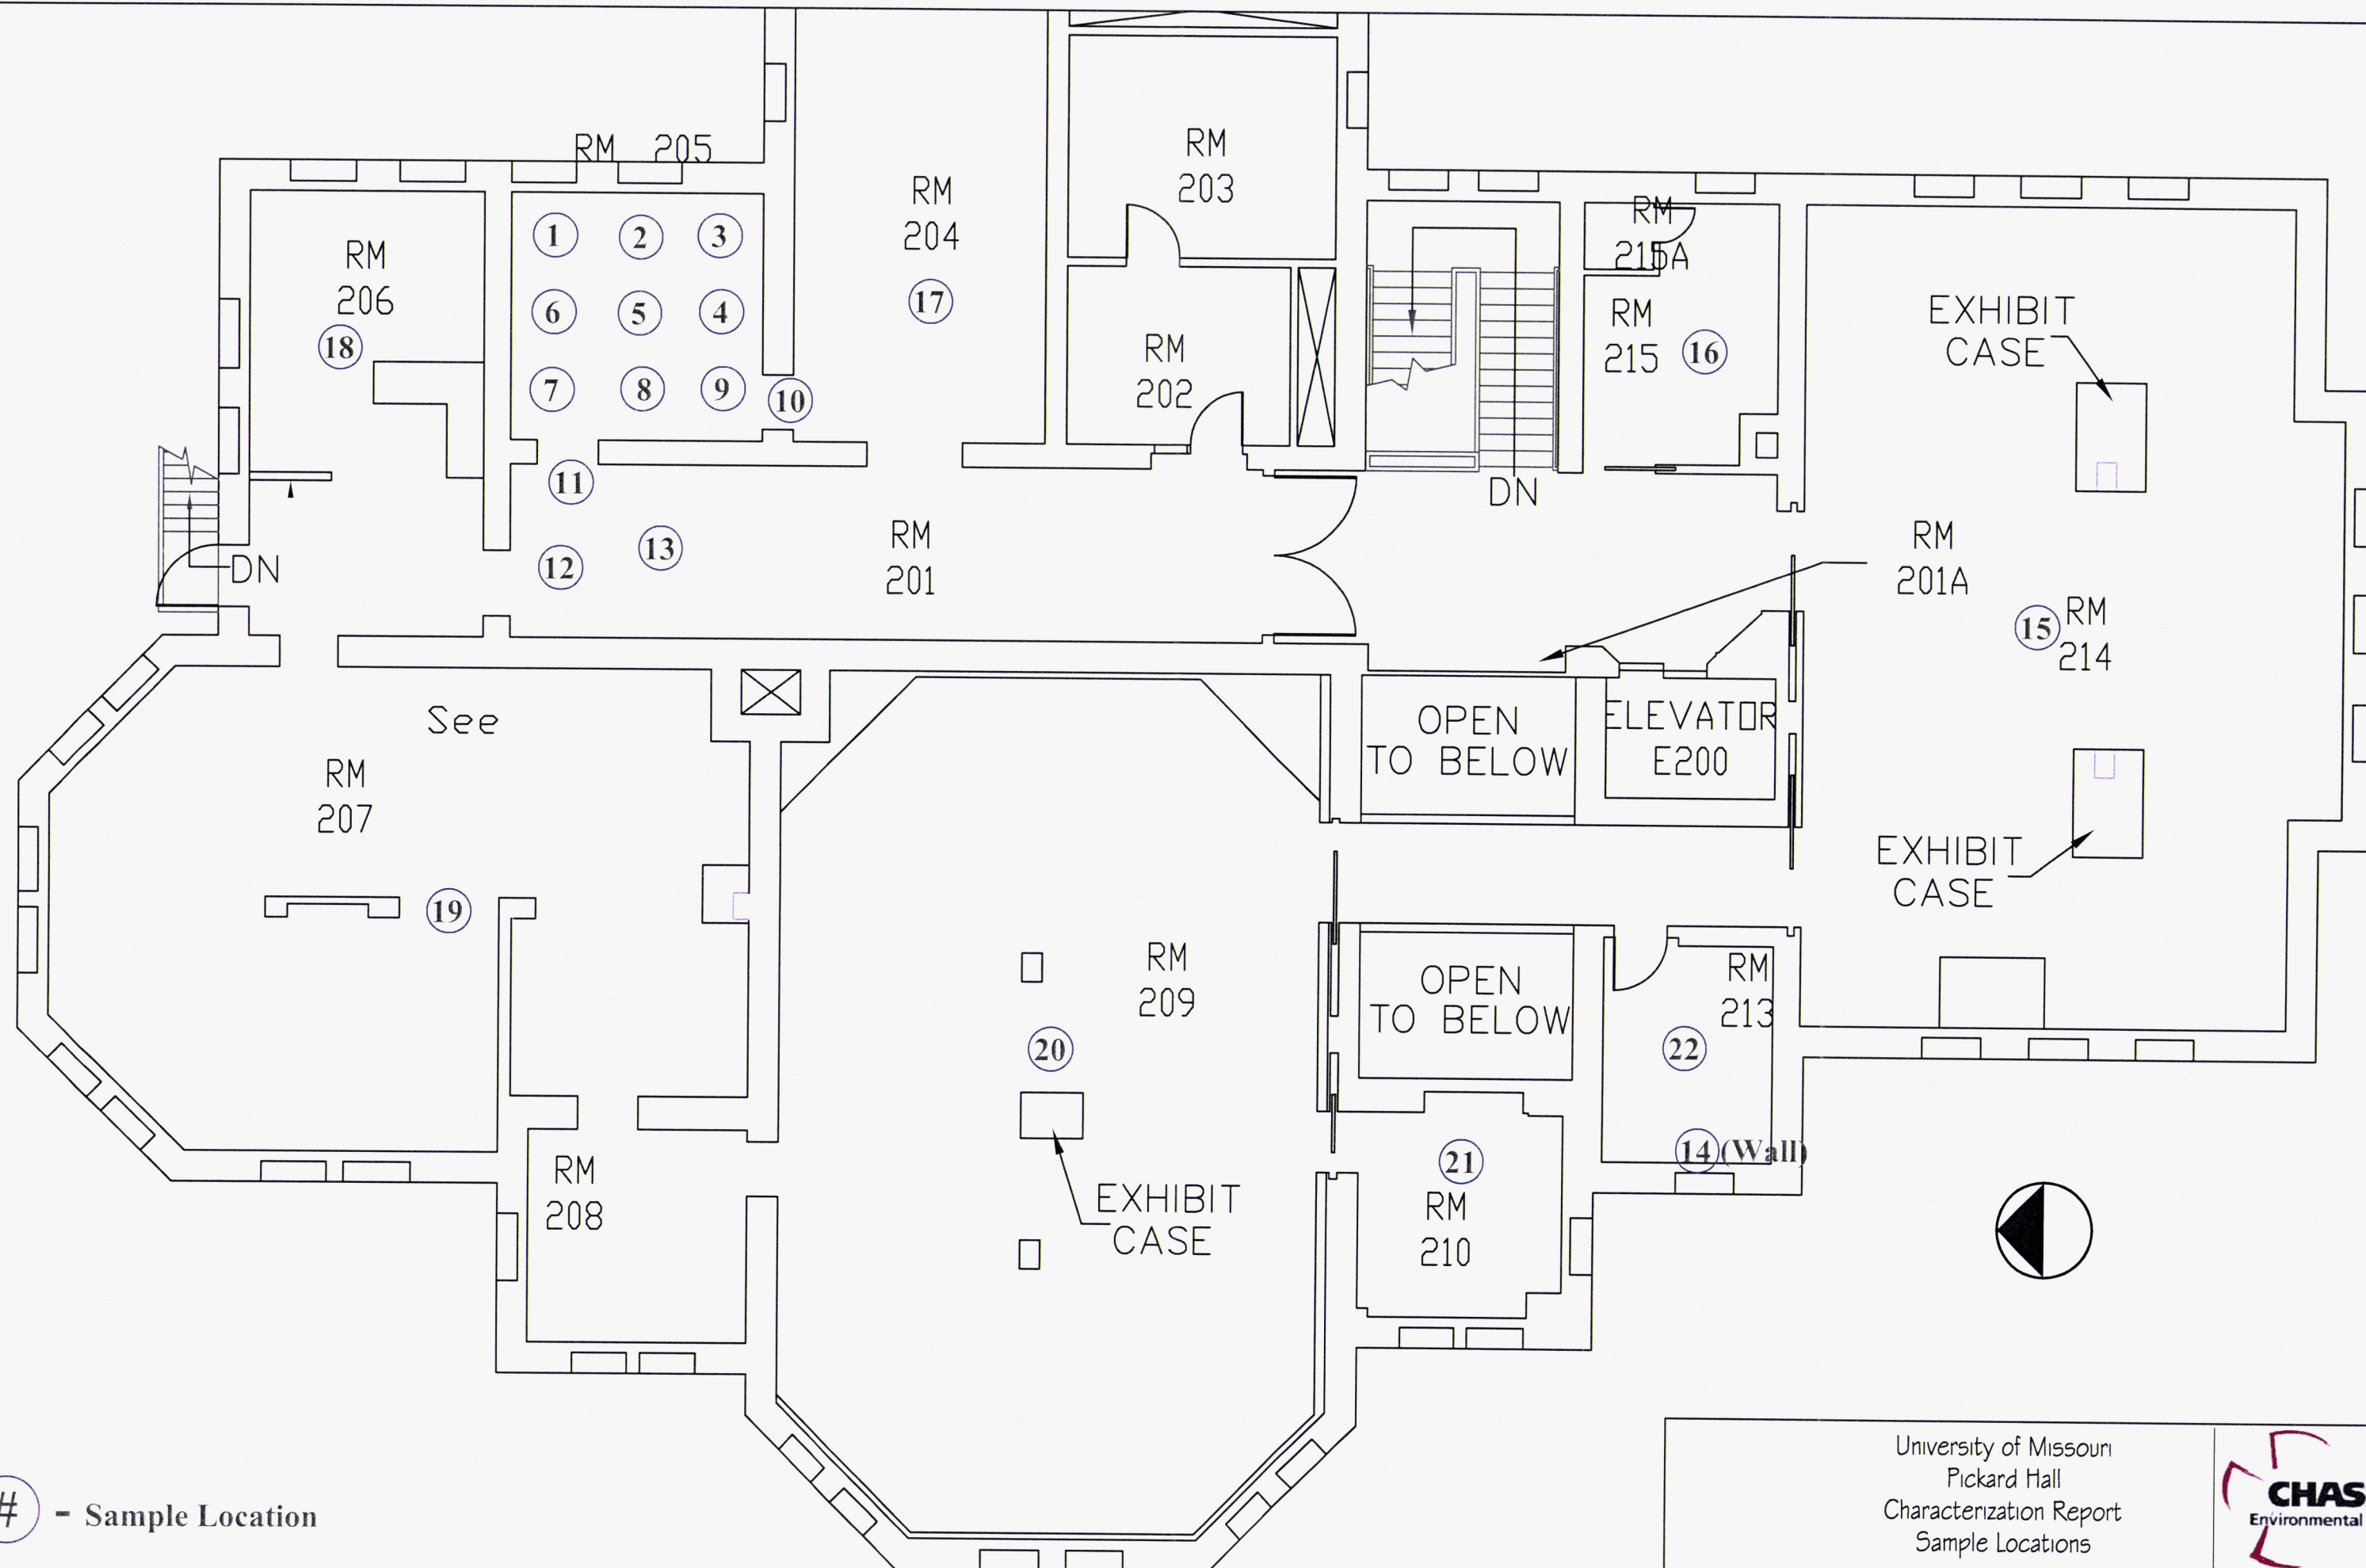 RM 205
RM
203
RM
204
RM
215A
1
2
3
RM
206
6
5
4
17
RM
215
16
EXHIBIT
CASE
18
RM
202
7
8
9
10
11
DN
12
13
RM
201
RM
201A
DN
15
RM
214
See
OPEN
TO BELOW
ELEVATOR
E200
RM
207
EXHIBIT
CASE
19
RM
209
OPEN
TO BELOW
RM
213
20
22
RM
208
21
14 (Wall)
EXHIBIT
CASE
RM
210
# - Sample Location
University of Missouri
Pickard Hall
Characterization Report
Sample Locations
CHAS
Environmental